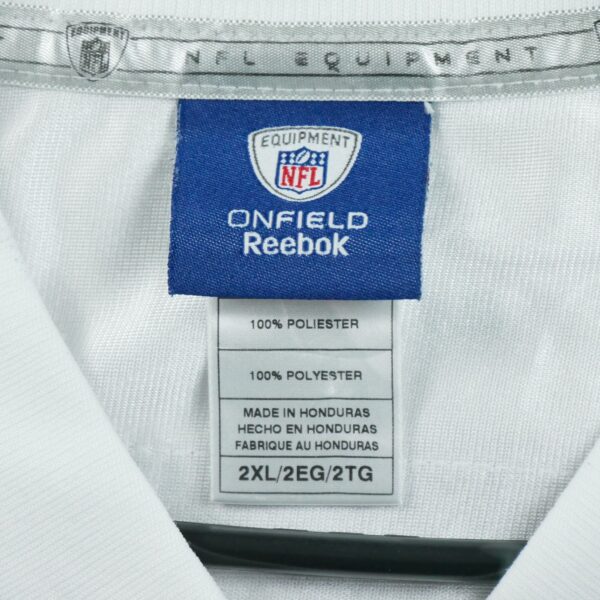 NFL EQUIPMENT
EQUIPMENT
NFL
ONFIELD
Reebok
100% POLIESTER
100% POLYESTER
MADE IN HONDURAS
HECHO EN HONDURAS
FABRIQUE AU HONDURAS
2XL/2EG/2TG